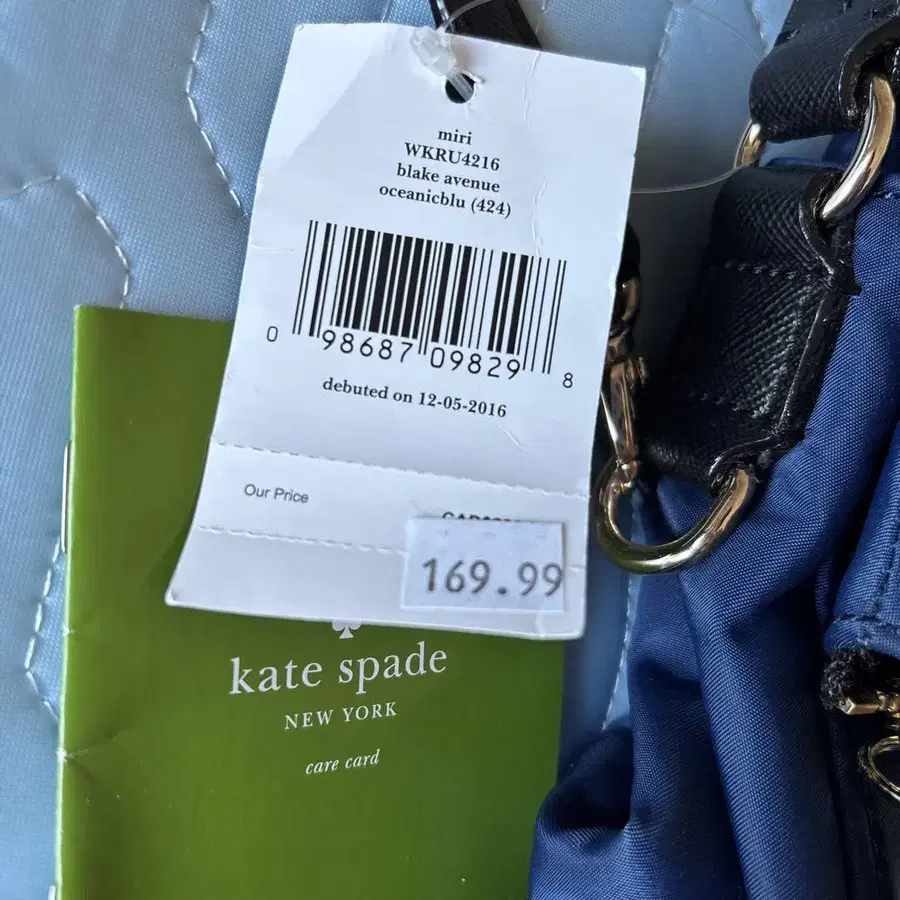 miri
WKRU4216
blake avenue
oceanicblu (424)
0 98687 09829 8
debuted on 12-05-2016
Our Price
169.99
kate spade
NEW YORK
care card